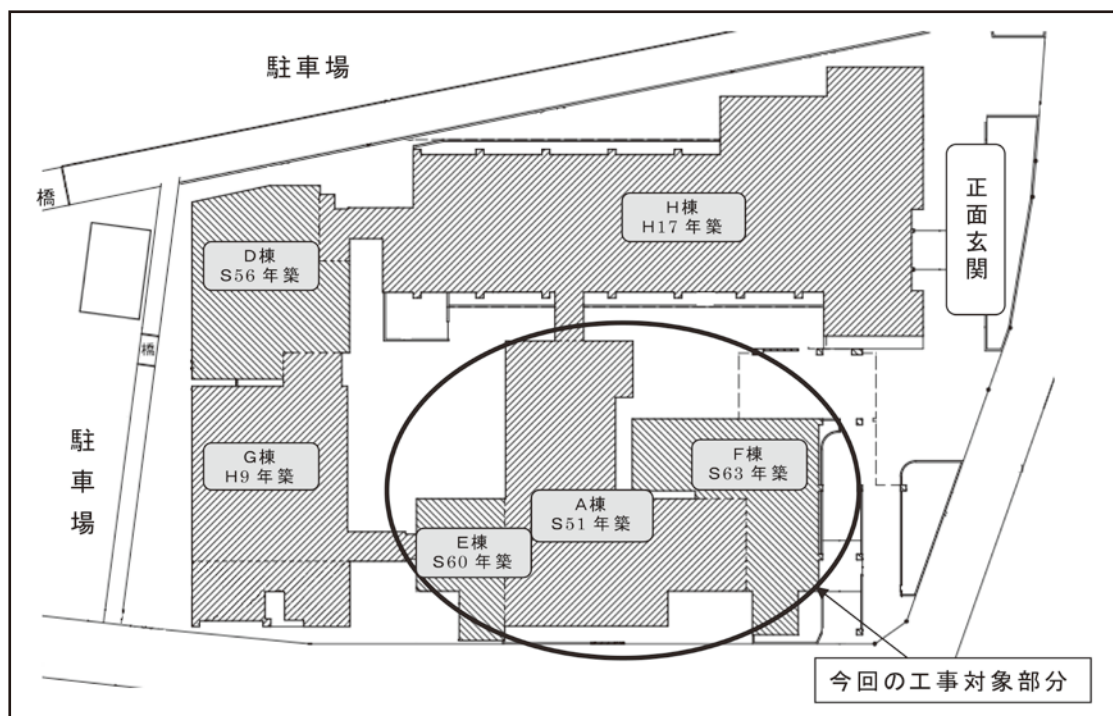 駐車場
橋
H棟
H17年築
正面玄関
D棟
S56年築
橋
駐車場
G棟
H9年築
F棟
S63年築
A棟
S51年築
E棟
S60年築
今回の工事対象部分